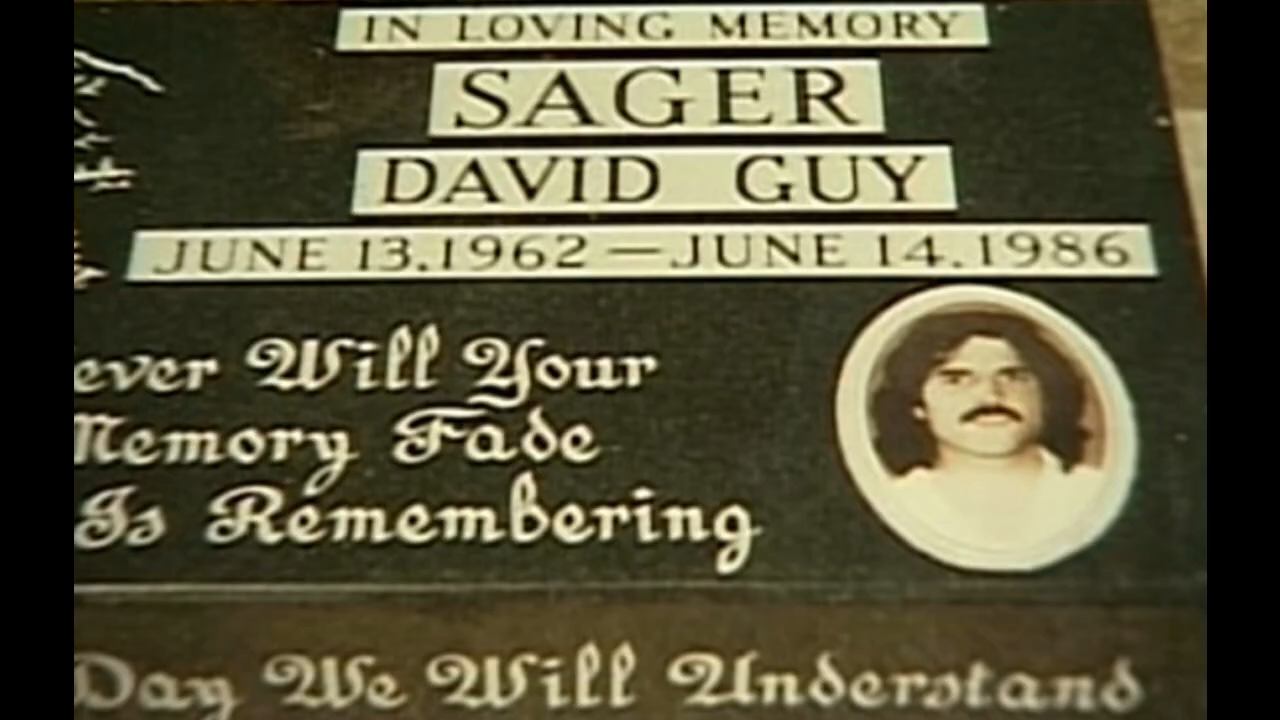 IN LOVING MEMORY
SAGER
DAVID GUY
JUNE 13.1962 — JUNE 14.1986
ever Will Your
Memory Fade
Is Remembering
Day We Will Understand